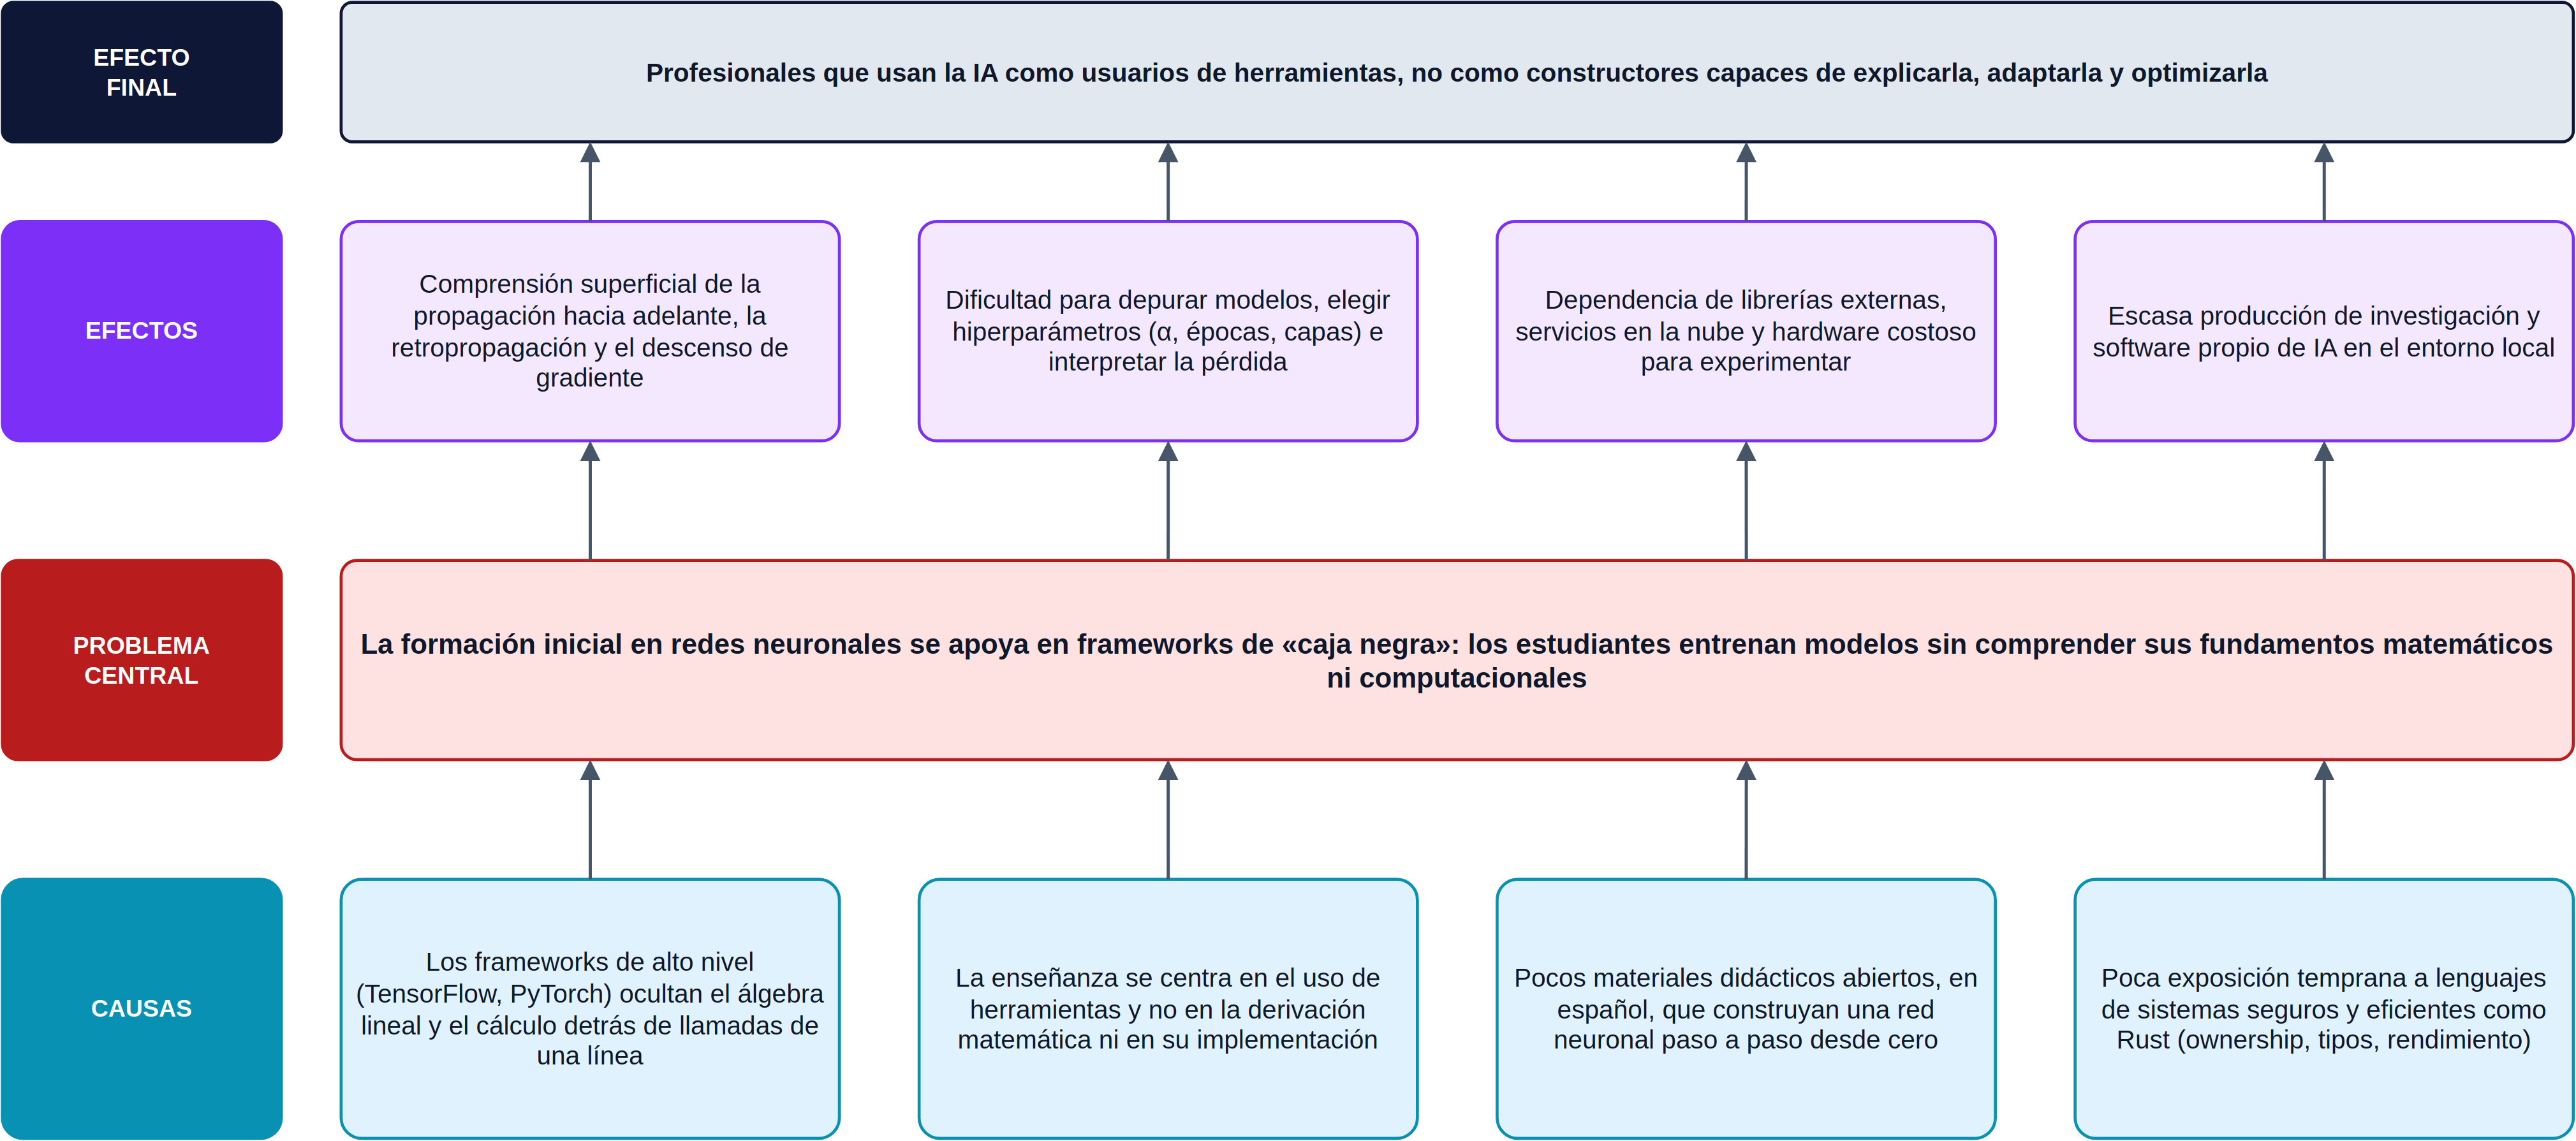 EFECTO
FINAL
Profesionales que usan la IA como usuarios de herramientas, no como constructores capaces de explicarla, adaptarla y optimizarla
EFECTOS
Comprensión superficial de la
propagación hacia adelante, la
retropropagación y el descenso de
gradiente
Dificultad para depurar modelos, elegir
hiperparámetros (α, épocas, capas) e
interpretar la pérdida
Dependencia de librerías externas,
servicios en la nube y hardware costoso
para experimentar
Escasa producción de investigación y
software propio de IA en el entorno local
PROBLEMA
CENTRAL
La formación inicial en redes neuronales se apoya en frameworks de «caja negra»: los estudiantes entrenan modelos sin comprender sus fundamentos matemáticos
ni computacionales
CAUSAS
Los frameworks de alto nivel
(TensorFlow, PyTorch) ocultan el álgebra
lineal y el cálculo detrás de llamadas de
una línea
La enseñanza se centra en el uso de
herramientas y no en la derivación
matemática ni en su implementación
Pocos materiales didácticos abiertos, en
español, que construyan una red
neuronal paso a paso desde cero
Poca exposición temprana a lenguajes
de sistemas seguros y eficientes como
Rust (ownership, tipos, rendimiento)